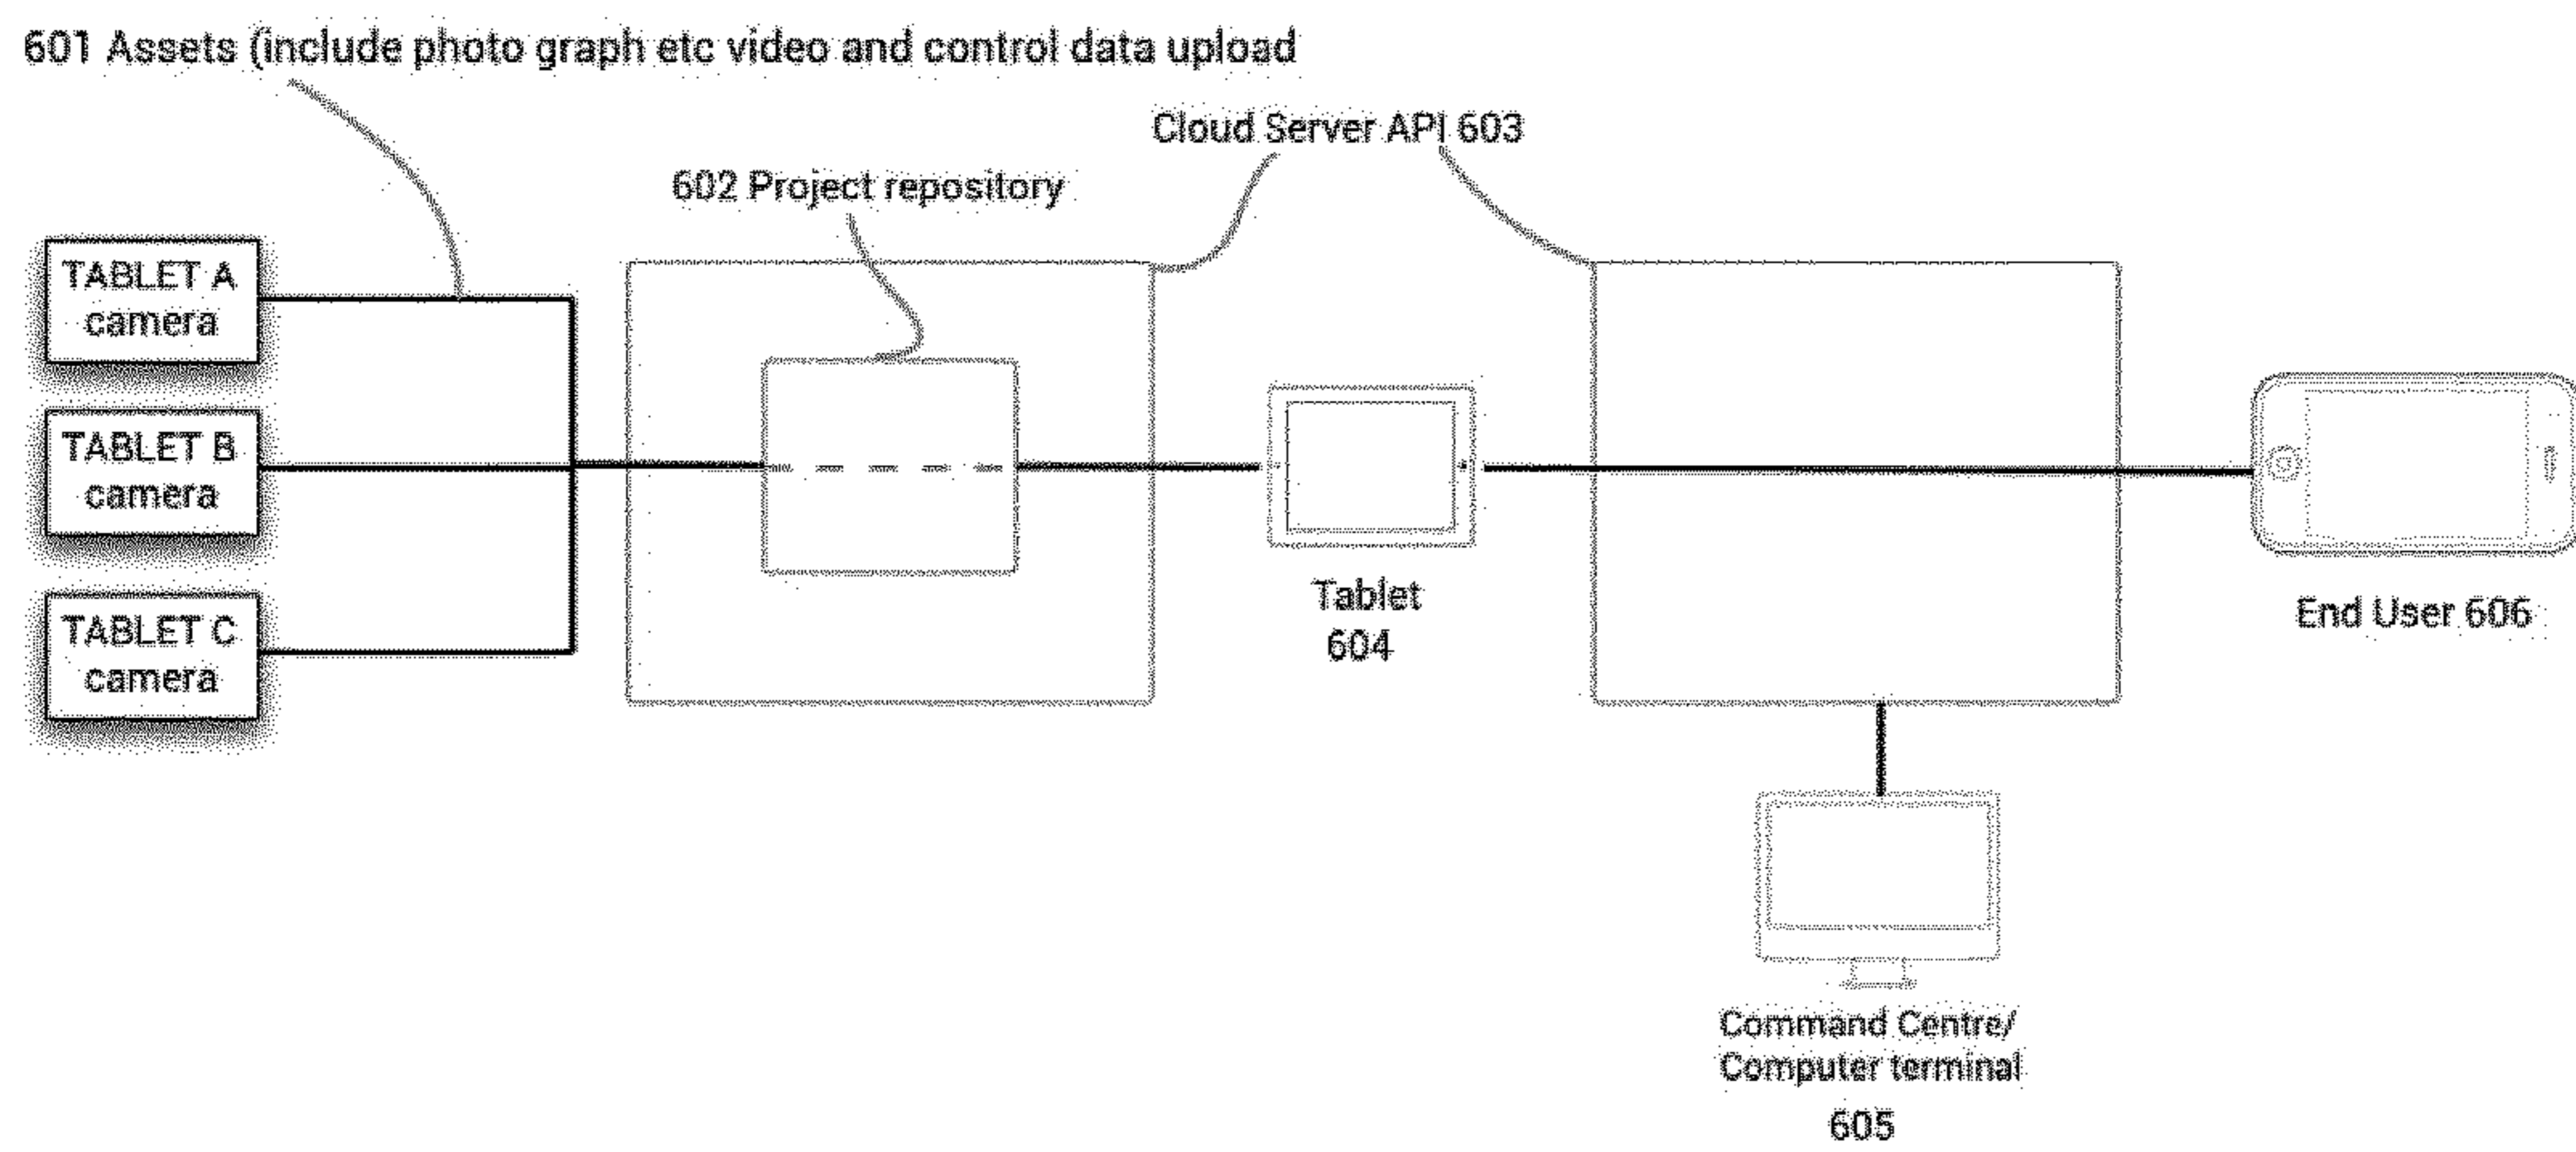 601 Assets (include photo graph etc video and control data upload
Cloud Server API 603
602 Project repository
TABLET A
camera
TABLET B
camera
TABLET C
camera
Tablet
604
End User 606
Command Centre/
Computer terminal
605